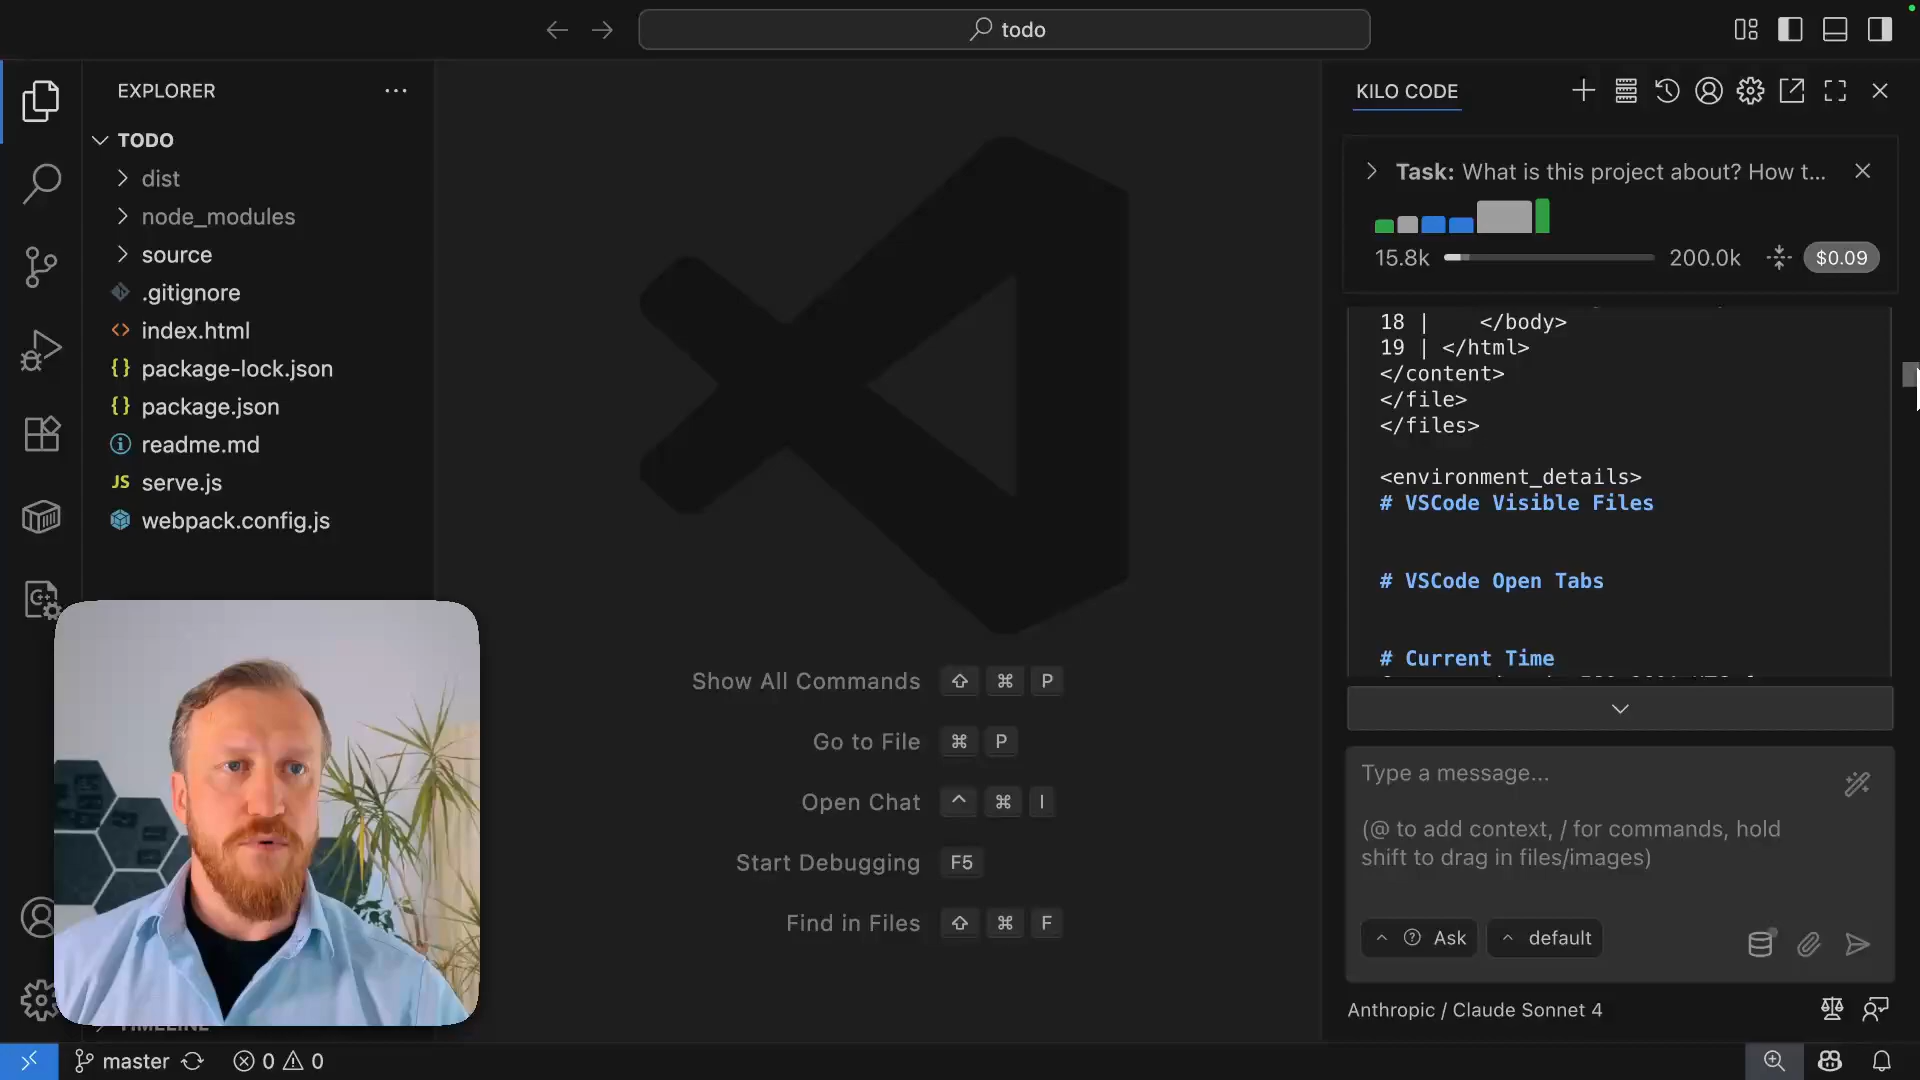 todo
EXPLORER
TODO
dist
node_modules
source
.gitignore
index.html
package-lock.json
package.json
readme.md
JS serve.js
webpack.config.js
Show All Commands ⇧ ⌘ P
Go to File ⌘ P
Open Chat ^ ⌘ I
Start Debugging F5
Find in Files ⇧ ⌘ F
KILO CODE
Task: What is this project about? How t...
15.8k 200.0k $0.09
18 | </body>
19 | </html>
</content>
</file>
</files>
<environment_details>
# VSCode Visible Files
# VSCode Open Tabs
# Current Time
Type a message...
(@ to add context, / for commands, hold
shift to drag in files/images)
Ask default
Anthropic / Claude Sonnet 4
TIMELINE
master 0 0